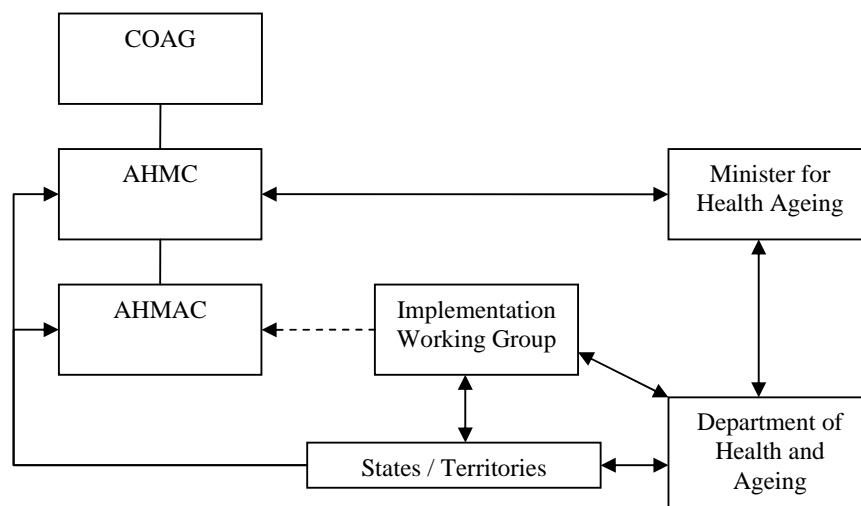 COAG
AHMC
Minister for
Health Ageing
AHMAC
Implementation
Working Group
Department of
Health and
Ageing
States / Territories